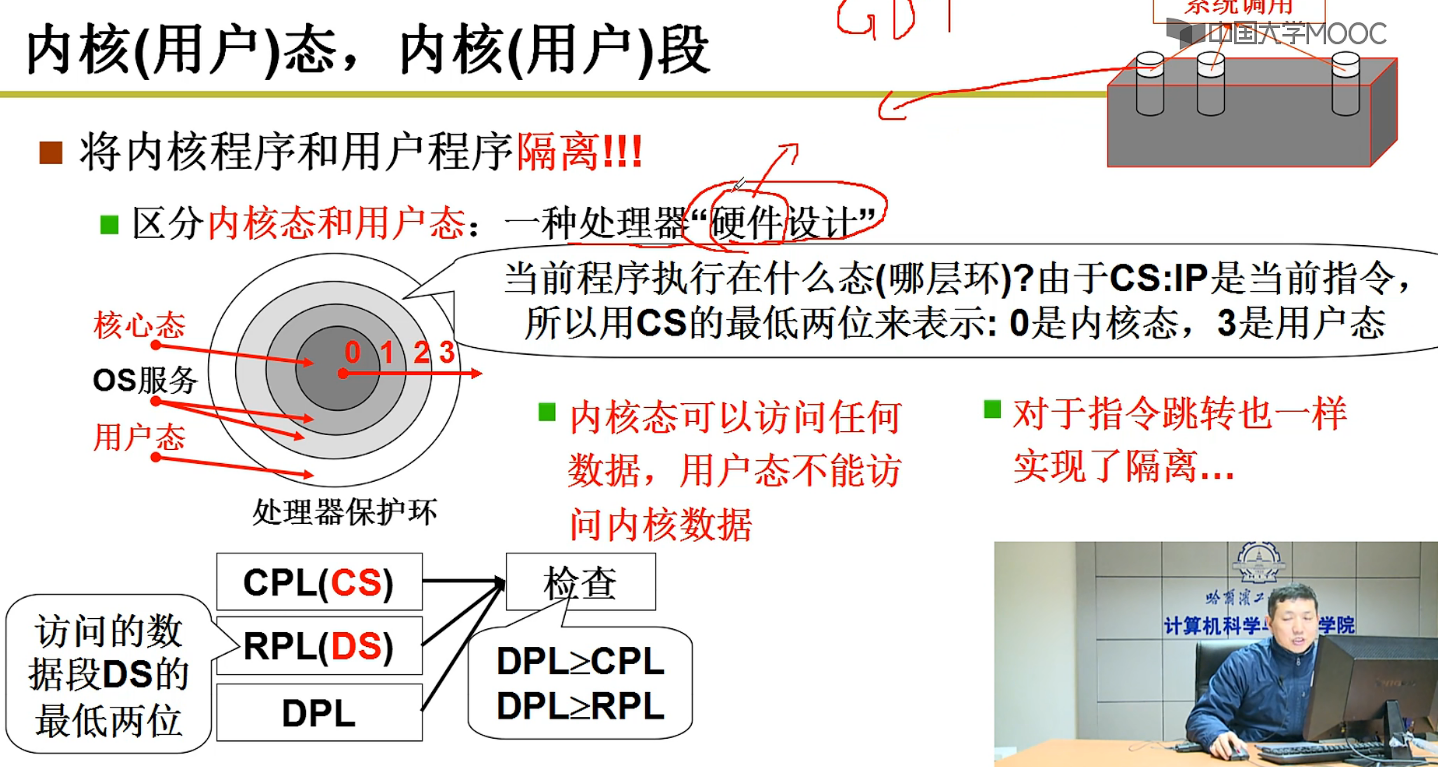 系统调用
中国大学MOOC
GDT
内核(用户)态，内核(用户)段
将内核程序和用户程序隔离!!!
区分内核态和用户态：一种处理器“硬件设计”
当前程序执行在什么态(哪层环)?由于CS:IP是当前指令，
所以用CS的最低两位来表示: 0是内核态，3是用户态
核心态
0 1 2 3
OS服务
用户态
处理器保护环
内核态可以访问任何
数据，用户态不能访
问内核数据
对于指令跳转也一样
实现了隔离...
CPL(CS)
RPL(DS)
DPL
检查
访问的数
据段DS的
最低两位
DPL≥CPL
DPL≥RPL
哈尔滨工
计算机科学
学院